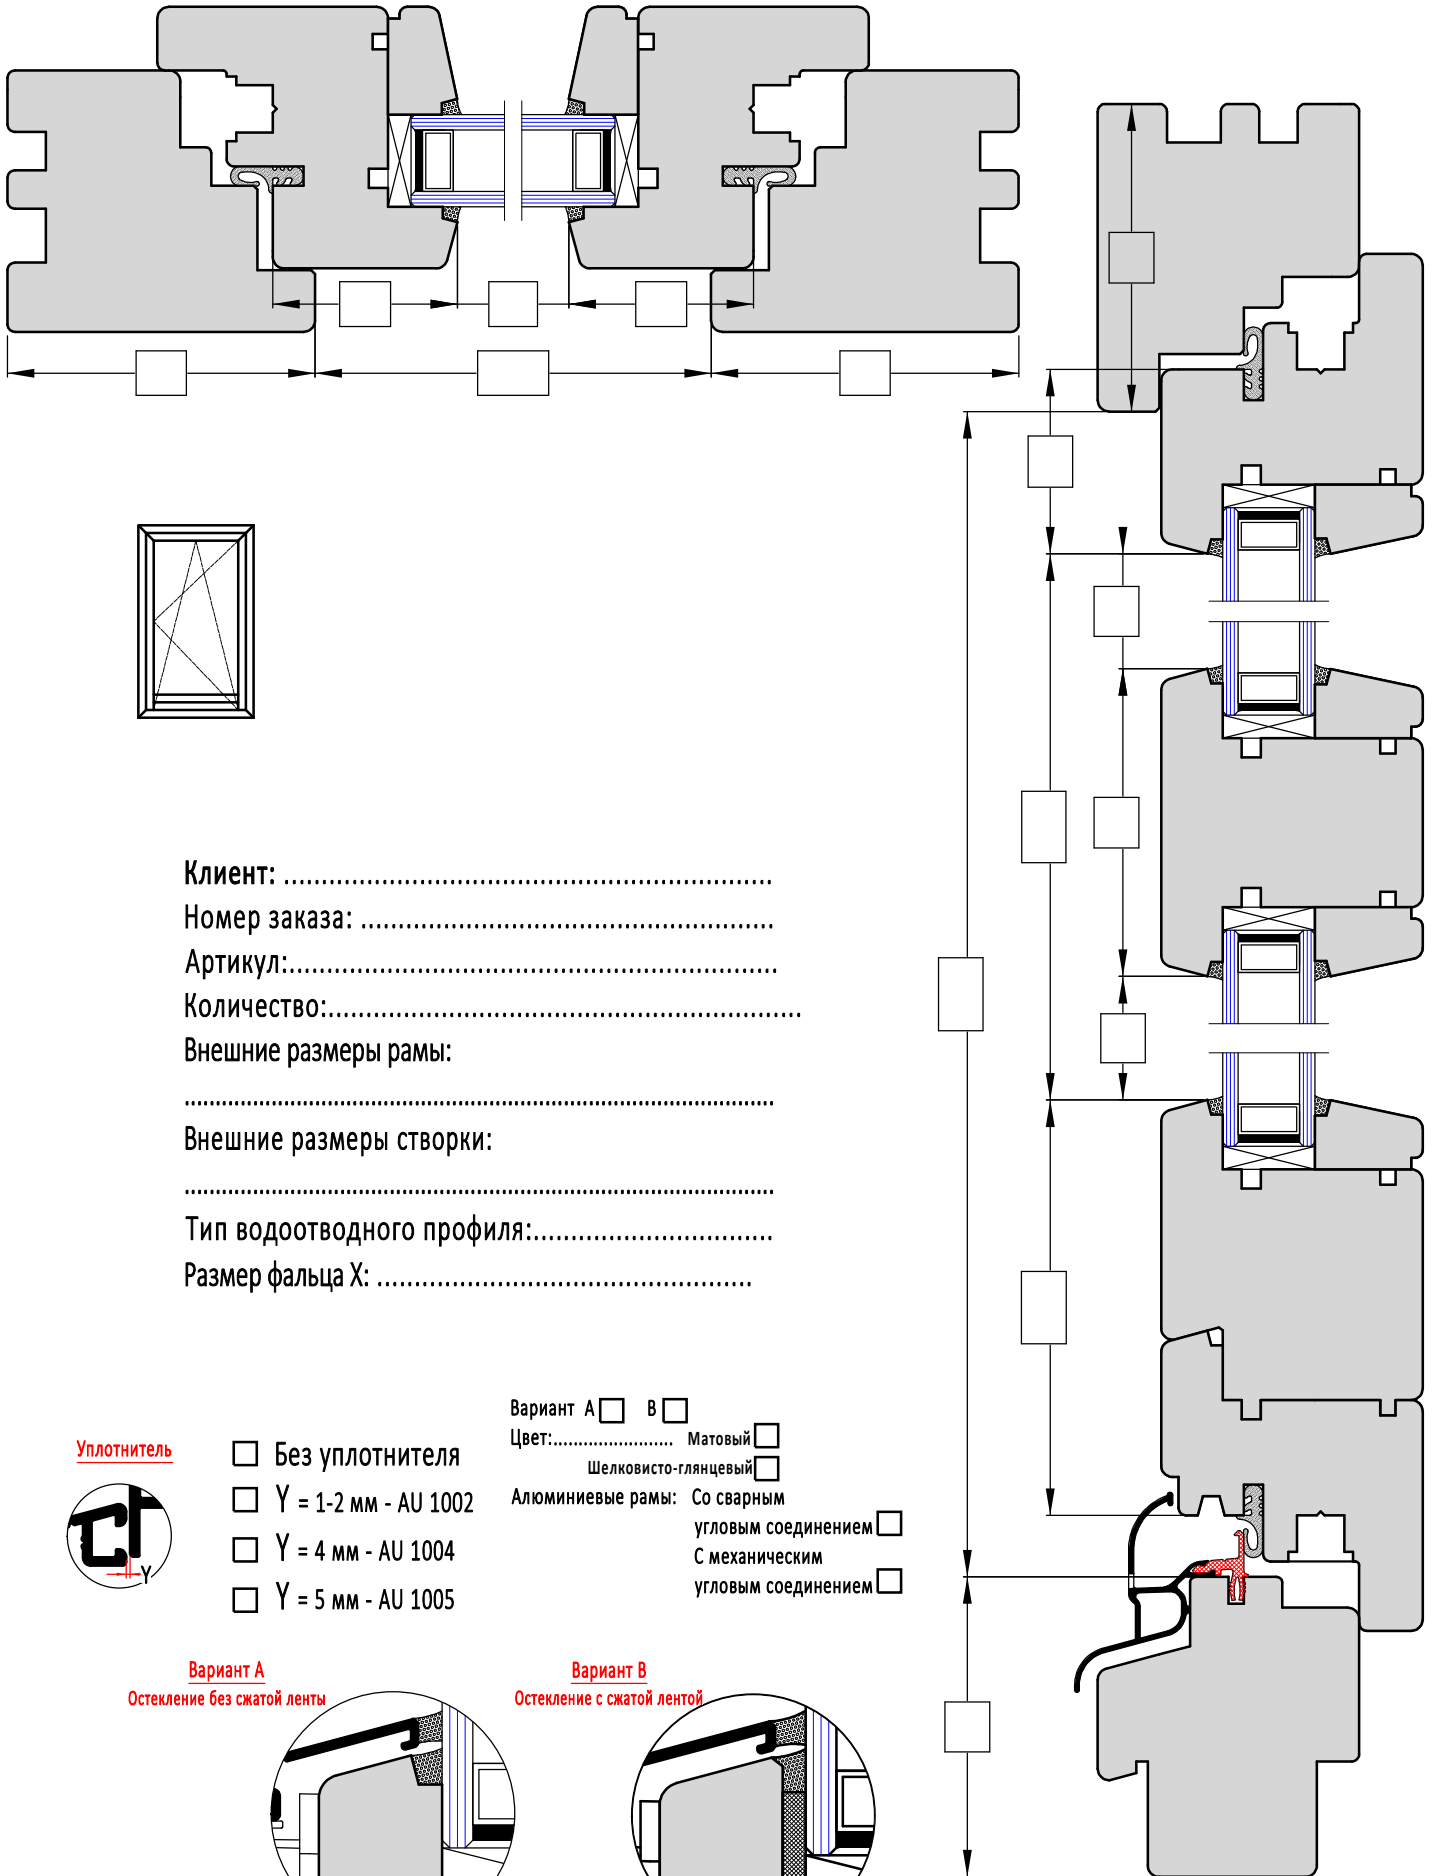 Клиент: ................................................................
Номер заказа: ......................................................
Артикул:................................................................
Количество:..............................................................
Внешние размеры рамы:
................................................................................................
Внешние размеры створки:
................................................................................................
Тип водоотводного профиля:...............................
Размер фальца X: .................................................
Вариант A B
Цвет:........................ Матовый
Шелковисто-глянцевый
Алюминиевые рамы: Со сварным
угловым соединением
С механическим
угловым соединением
Уплотнитель
Y
Без уплотнителя
Y = 1-2 мм - AU 1002
Y = 4 мм - AU 1004
Y = 5 мм - AU 1005
Вариант A
Остекление без сжатой ленты
Вариант B
Остекление с сжатой лентой